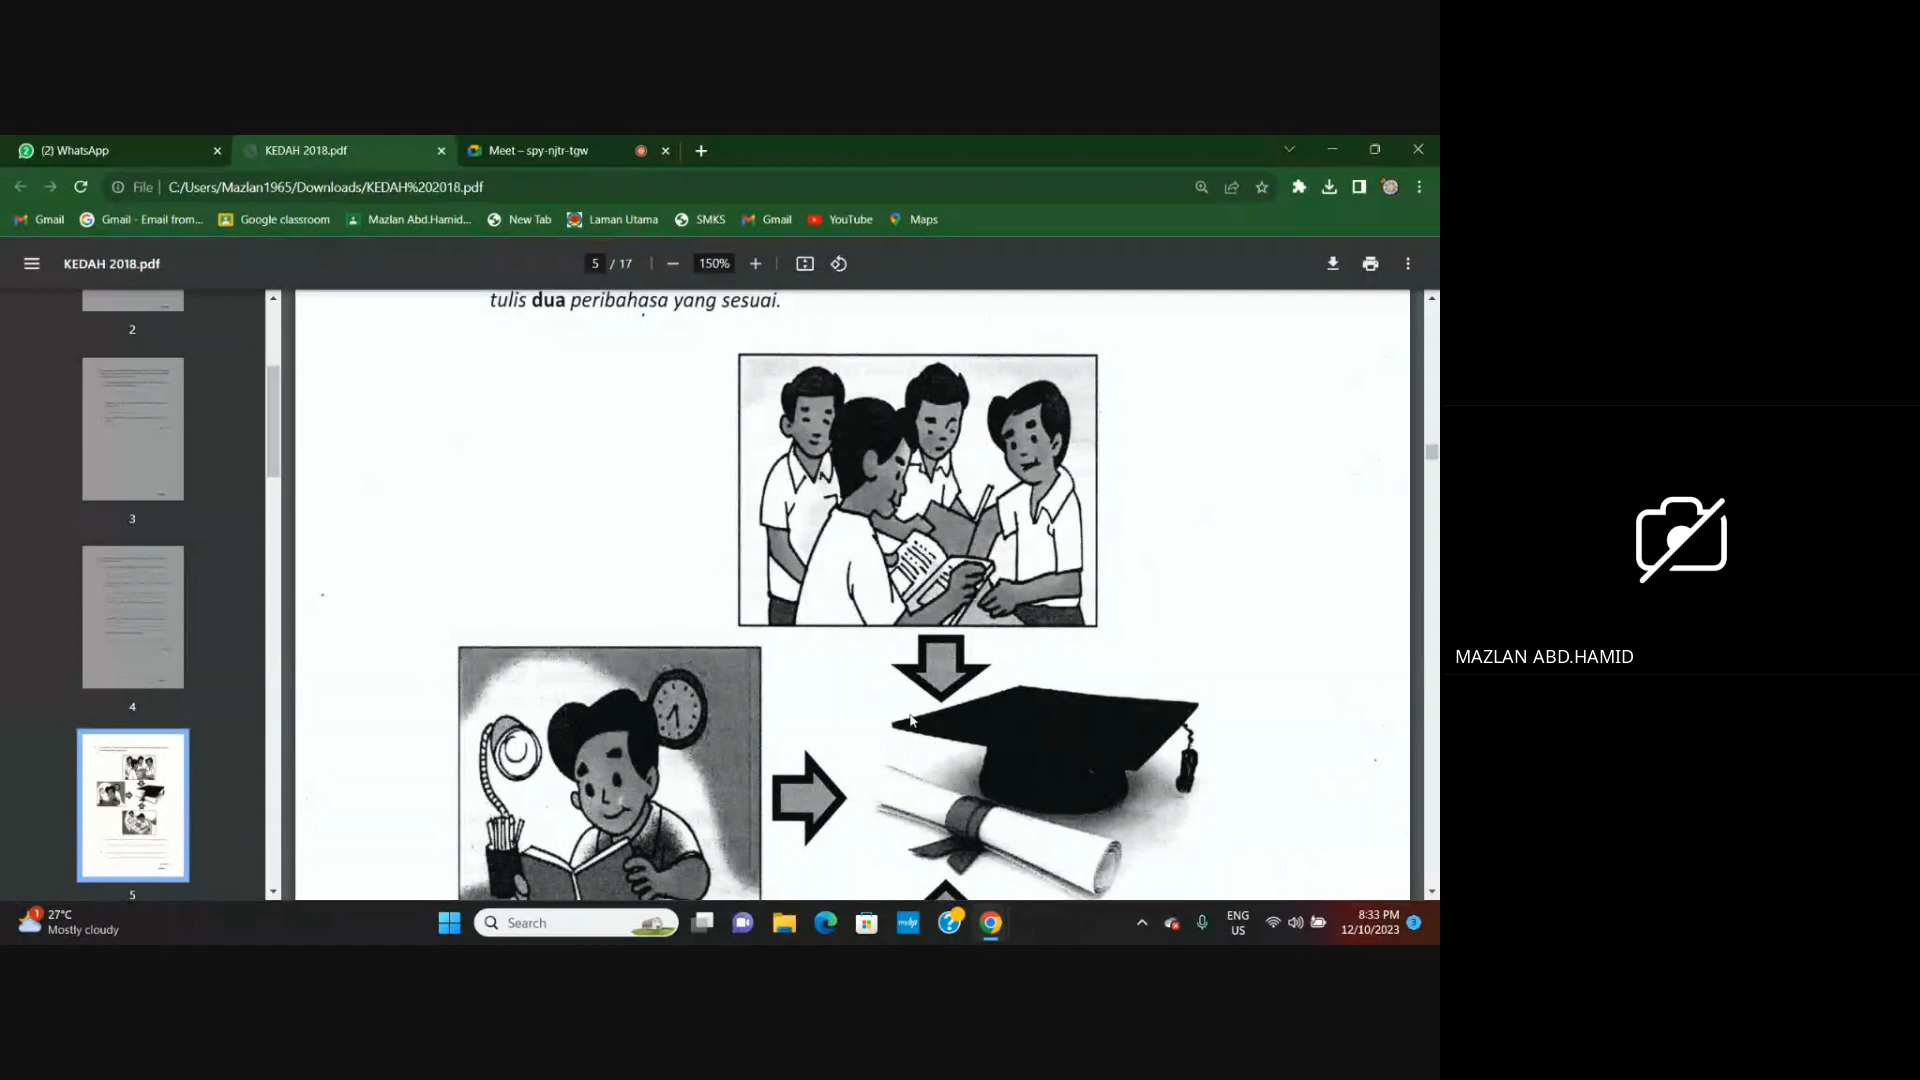 (2) WhatsApp
KEDAH 2018.pdf
Meet – spy-njtr-tgw
File
C:/Users/Mazlan1965/Downloads/KEDAH%202018.pdf
Gmail
Gmail - Email from...
Google classroom
Mazlan Abd.Hamid...
New Tab
Laman Utama
SMKS
Gmail
YouTube
Maps
KEDAH 2018.pdf
5 / 17
150%
tulis dua peribahasa yang sesuai.
2
3
4
5
MAZLAN ABD.HAMID
1
27°C
Mostly cloudy
Search
ENG
US
8:33 PM
12/10/2023
3